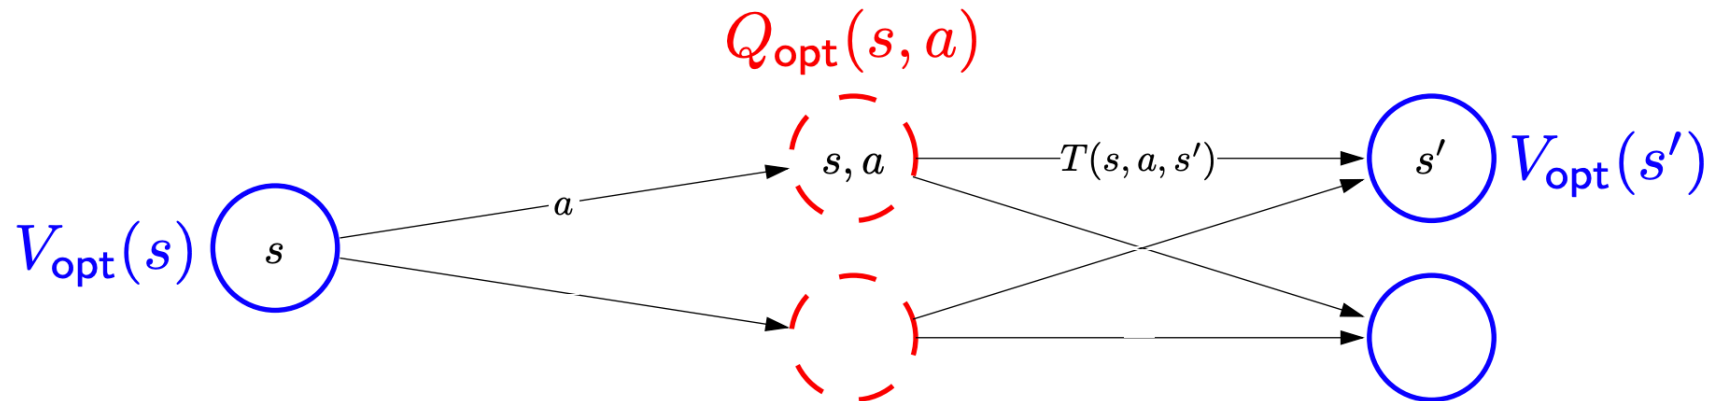 Q_opt(s, a)
s, a
T(s, a, s′)
s′
V_opt(s′)
a
V_opt(s)
s